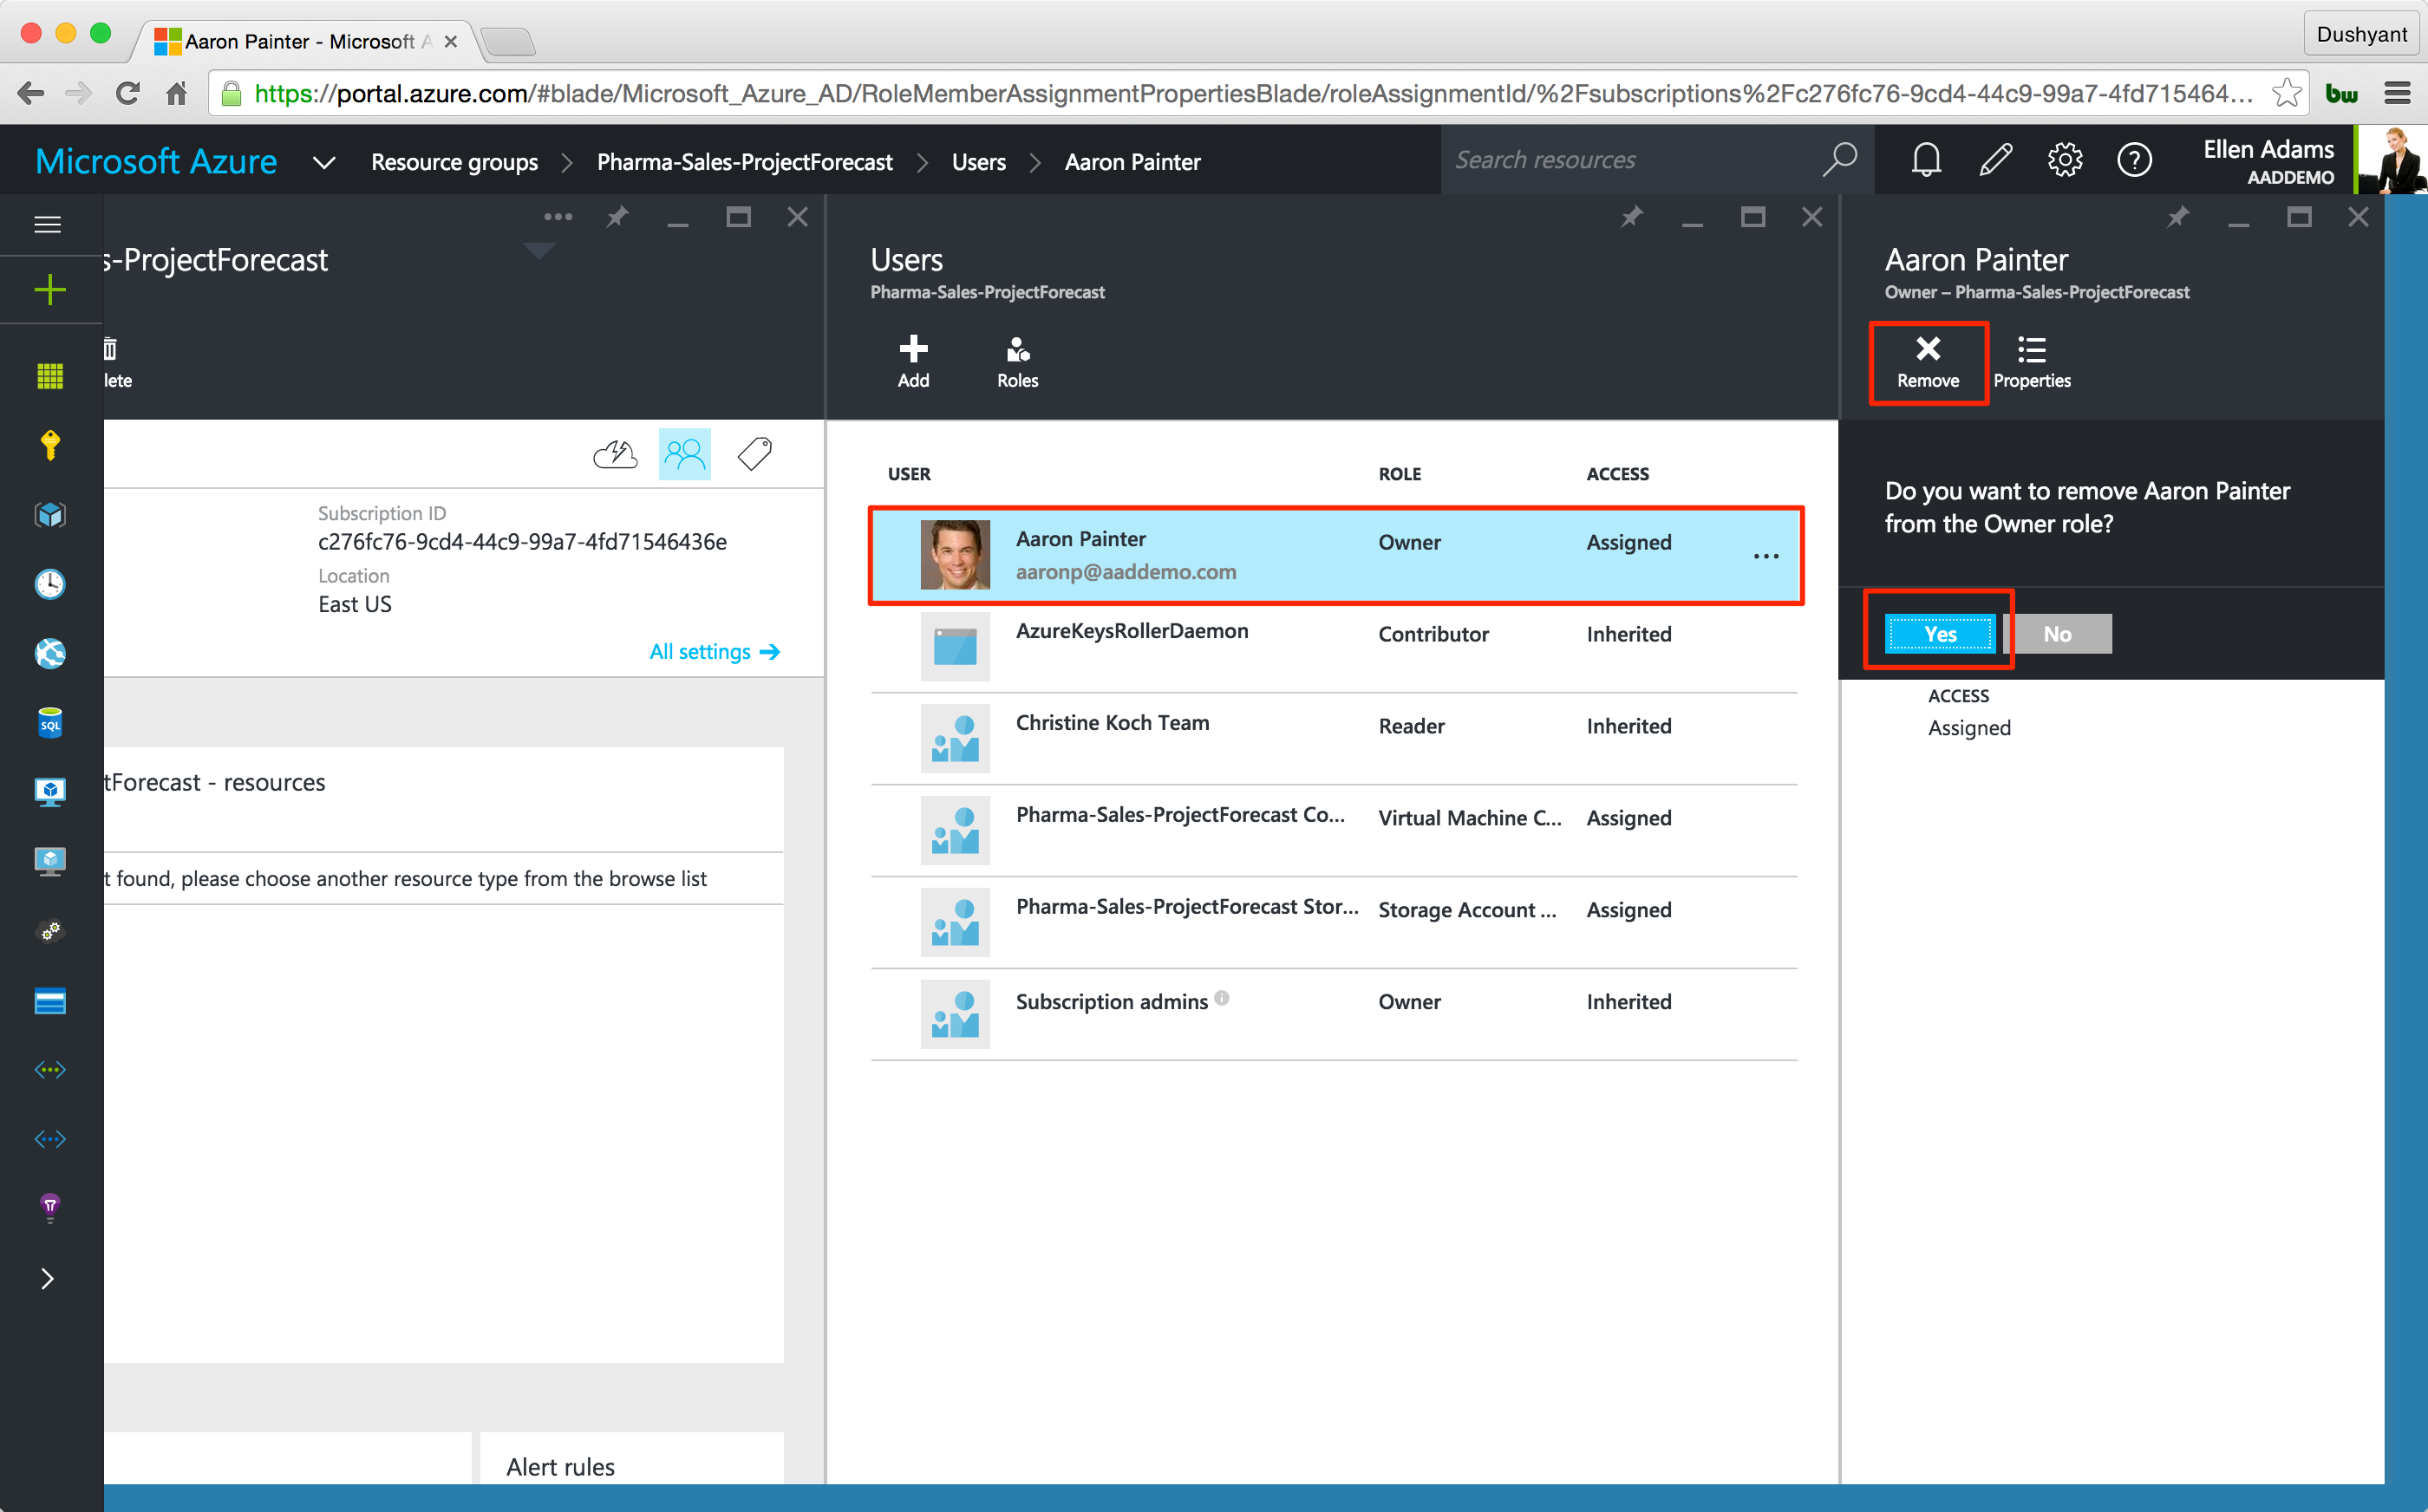 Aaron Painter - Microsoft A
Dushyant
https://portal.azure.com/#blade/Microsoft_Azure_AD/RoleMemberAssignmentPropertiesBlade/roleAssignmentId/%2Fsubscriptions%2Fc276fc76-9cd4-44c9-99a7-4fd715464...
bw
Microsoft Azure
Resource groups
Pharma-Sales-ProjectForecast
Users
Aaron Painter
Search resources
Ellen Adams
AADDEMO
s-ProjectForecast
lete
Subscription ID
c276fc76-9cd4-44c9-99a7-4fd71546436e
Location
East US
All settings
SQL
tForecast - resources
t found, please choose another resource type from the browse list
Alert rules
Users
Pharma-Sales-ProjectForecast
Add Roles
USER ROLE ACCESS
Aaron Painter Owner Assigned ...
aaronp@aaddemo.com
AzureKeysRollerDaemon Contributor Inherited
Christine Koch Team Reader Inherited
Pharma-Sales-ProjectForecast Co... Virtual Machine C... Assigned
Pharma-Sales-ProjectForecast Stor... Storage Account ... Assigned
Subscription admins Owner Inherited
Aaron Painter
Owner – Pharma-Sales-ProjectForecast
Remove Properties
Do you want to remove Aaron Painter
from the Owner role?
Yes No
ACCESS
Assigned